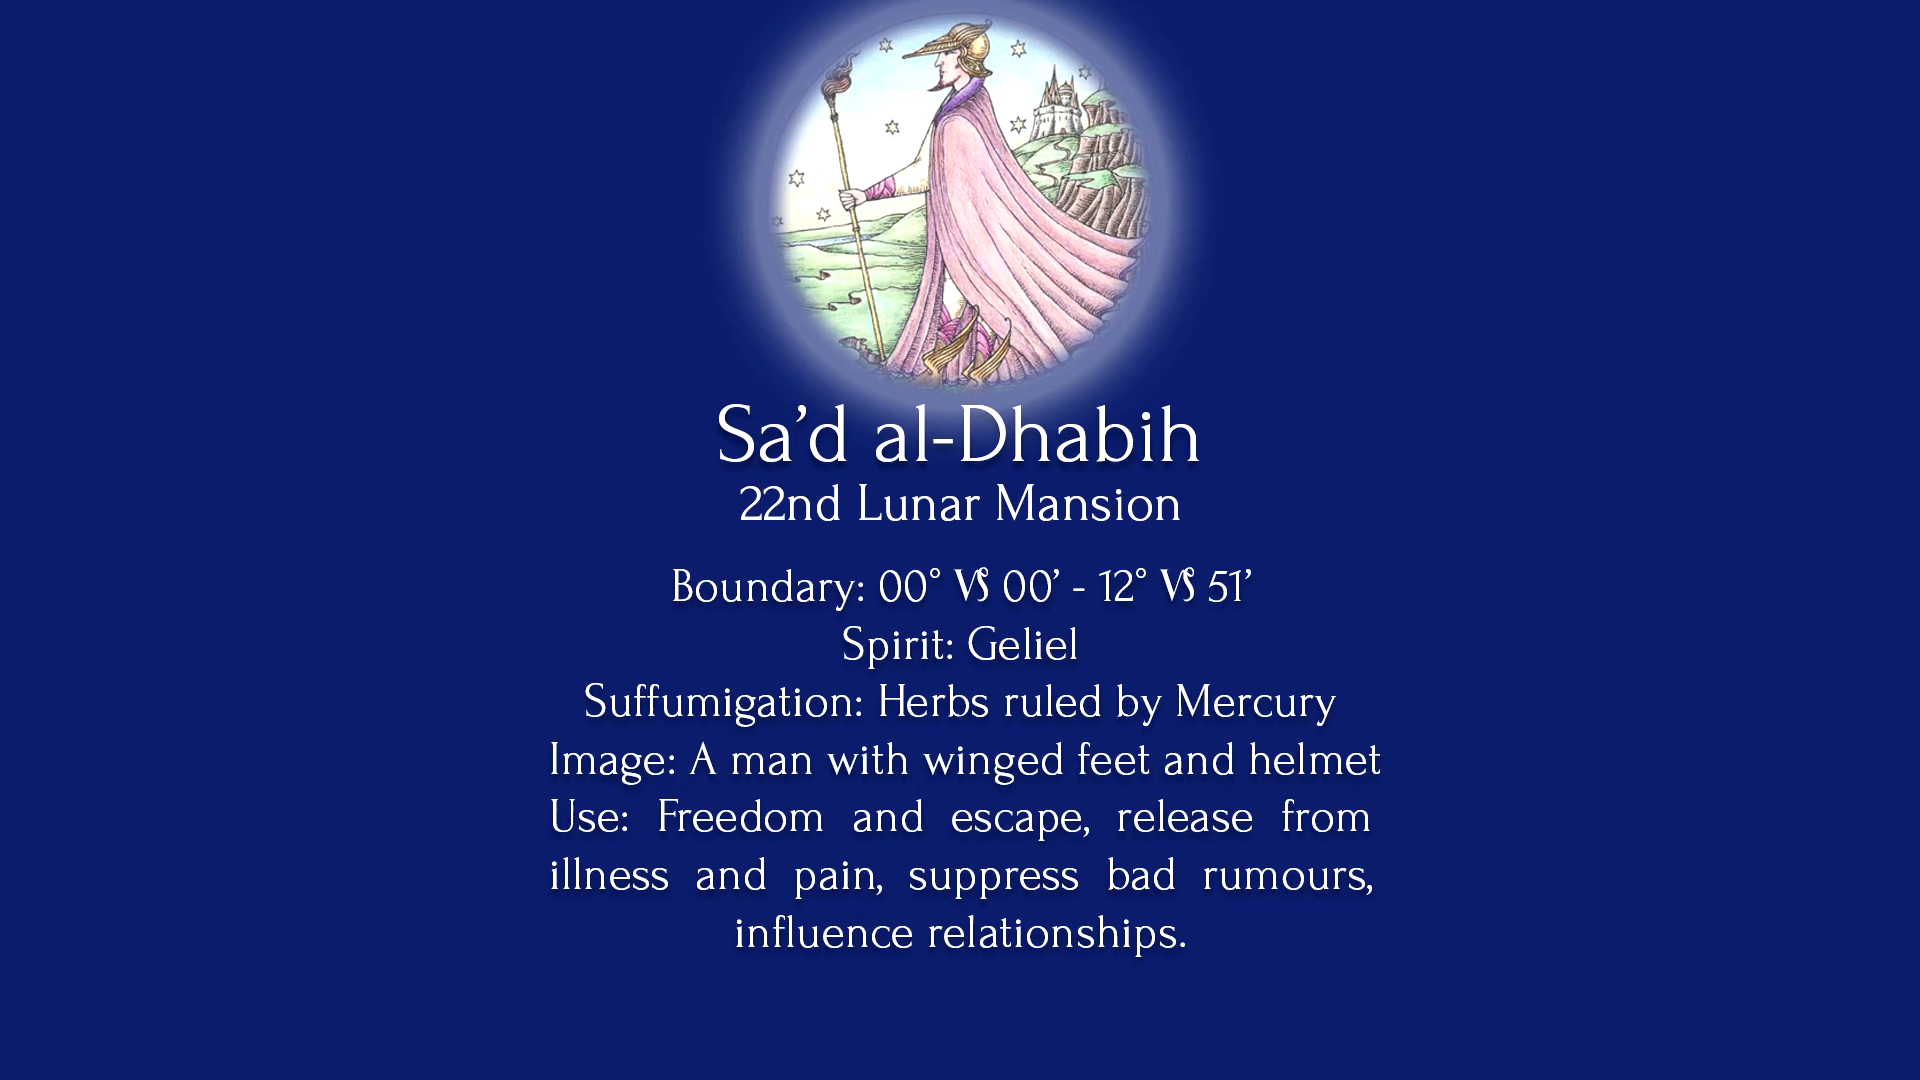 Sa’d al-Dhabih
22nd Lunar Mansion
Boundary: 00° ♑ 00’ - 12° ♑ 51’
Spirit: Geliel
Suffumigation: Herbs ruled by Mercury
Image: A man with winged feet and helmet
Use: Freedom and escape, release from
illness and pain, suppress bad rumours,
influence relationships.